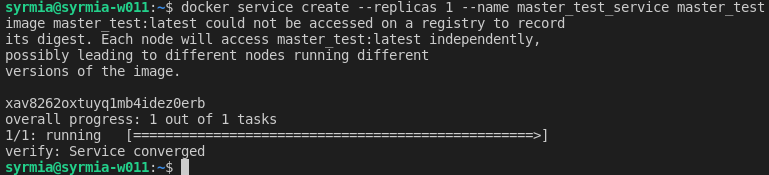 syrmia@syrmia-w011:~$ docker service create --replicas 1 --name master_test_service master_test
image master_test:latest could not be accessed on a registry to record
its digest. Each node will access master_test:latest independently,
possibly leading to different nodes running different
versions of the image.

xav8262oxtuyq1mb4idez0erb
overall progress: 1 out of 1 tasks
1/1: running   [==================================================>]
verify: Service converged
syrmia@syrmia-w011:~$